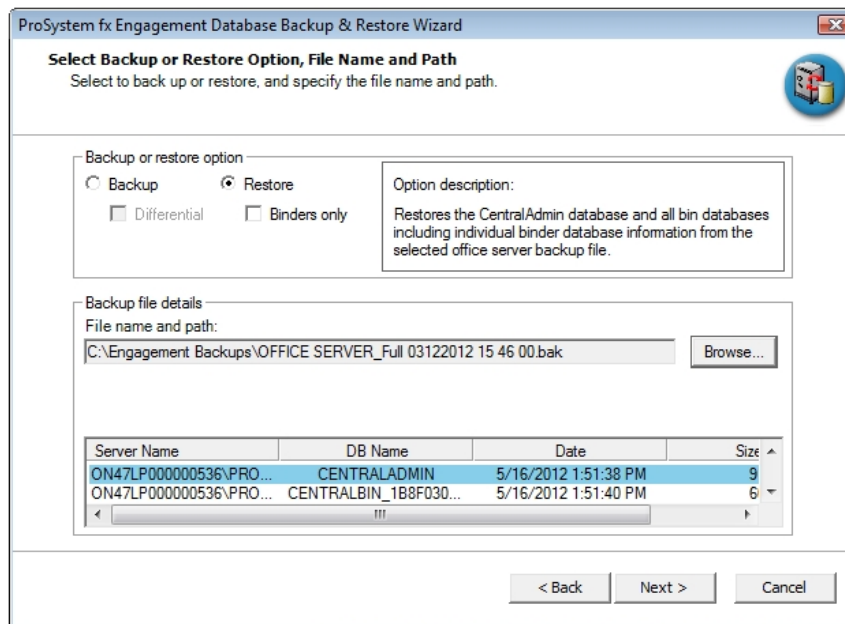 ProSystem fx Engagement Database Backup & Restore Wizard
Select Backup or Restore Option, File Name and Path
Select to back up or restore, and specify the file name and path.
Backup or restore option
Backup Restore
Differential Binders only
Option description:
Restores the CentralAdmin database and all bin databases
including individual binder database information from the
selected office server backup file.
Backup file details
File name and path:
C:\Engagement Backups\OFFICE SERVER_Full 03122012 15 46 00.bak Browse...
Server Name DB Name Date Size
ON47LP000000536\PRO... CENTRALADMIN 5/16/2012 1:51:38 PM 9
ON47LP000000536\PRO... CENTRALBIN_1B8F030... 5/16/2012 1:51:40 PM 6
< Back Next > Cancel